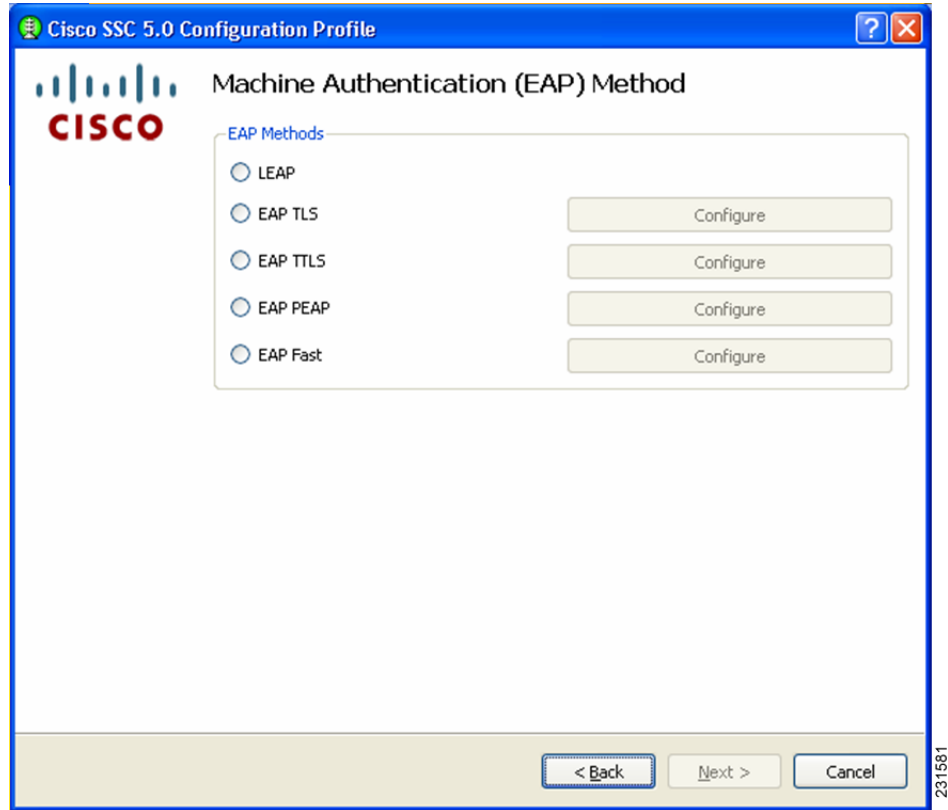 Cisco SSC 5.0 Configuration Profile
CISCO
Machine Authentication (EAP) Method
EAP Methods
LEAP
EAP TLS Configure
EAP TTLS Configure
EAP PEAP Configure
EAP Fast Configure
< Back Next > Cancel
231581